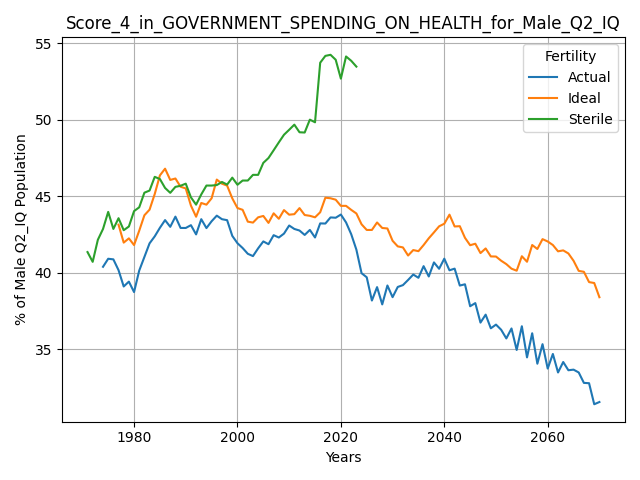 Score_4_in_GOVERNMENT_SPENDING_ON_HEALTH_for_Male_Q2_IQ
% of Male Q2_IQ Population
55
50
45
40
35
Fertility
Actual
Ideal
Sterile
1980
2000
2020
2040
2060
Years